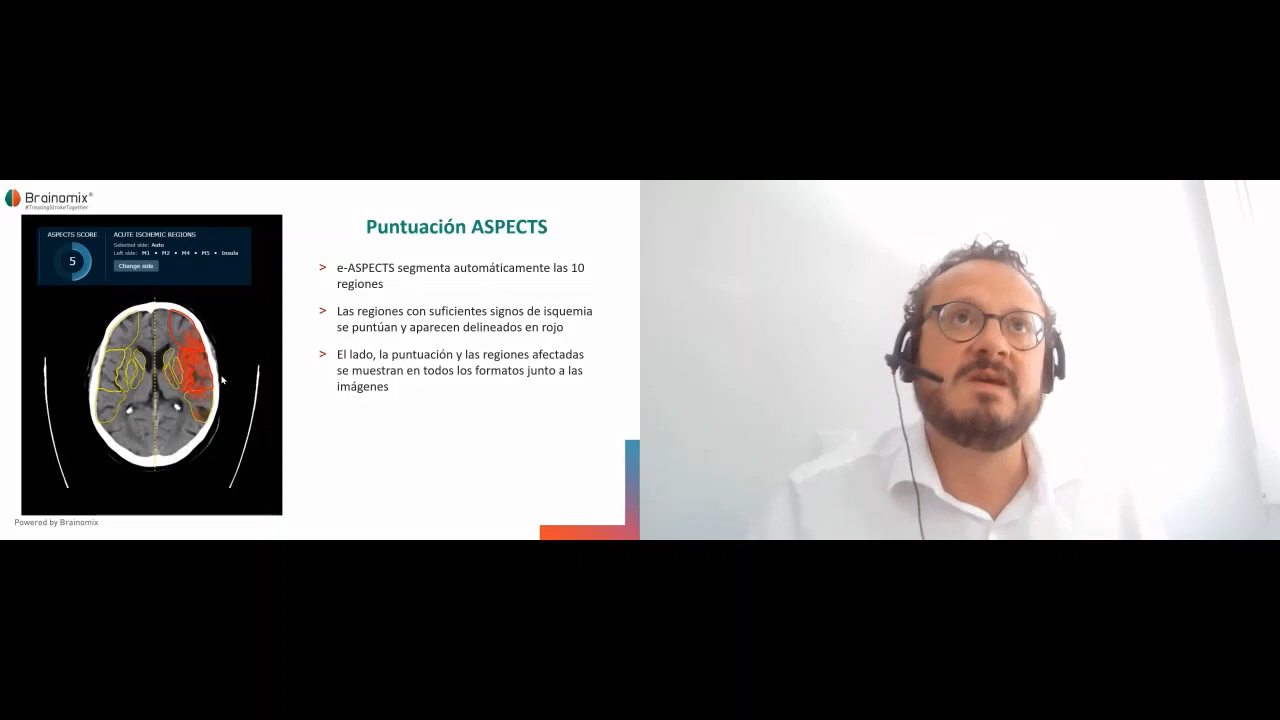 Brainomix®
#TreatingStrokeTogether
ASPECTS SCORE
5
ACUTE ISCHEMIC REGIONS
Selected side: Auto
Left side: M1 • M2 • M4 • M5 • Insula
Change side
Puntuación ASPECTS
> e-ASPECTS segmenta automáticamente las 10
regiones
> Las regiones con suficientes signos de isquemia
se puntúan y aparecen delineados en rojo
> El lado, la puntuación y las regiones afectadas
se muestran en todos los formatos junto a las
imágenes
Powered by Brainomix